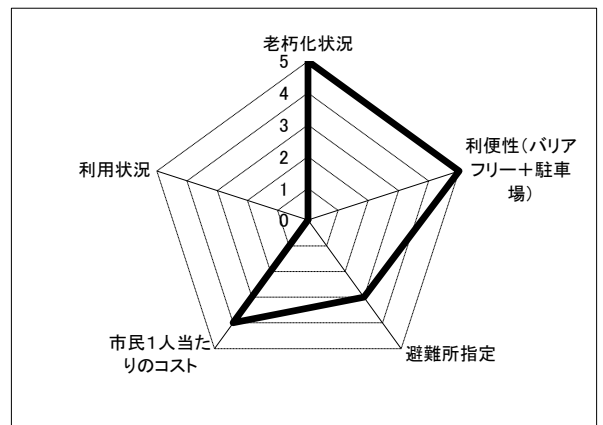 老朽化状況
5
4
3
2
1
0
利便性（バリア
フリー＋駐車
場）
避難所指定
市民１人当た
りのコスト
利用状況